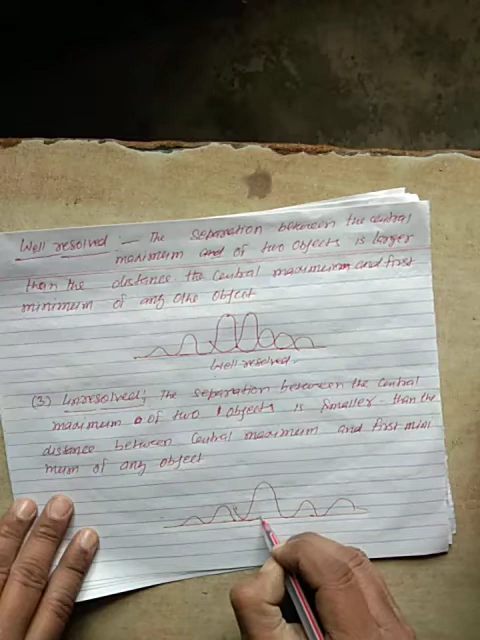 Well resolved — The separation between the central
maximum and of two objects is larger
than the distance the central maximum and first
minimum of any othe object
Well resolved.
(3) Unresolved; The separation between the central
maximum of two objects is smaller than the
distance between central maximum and first mini
mum of any object